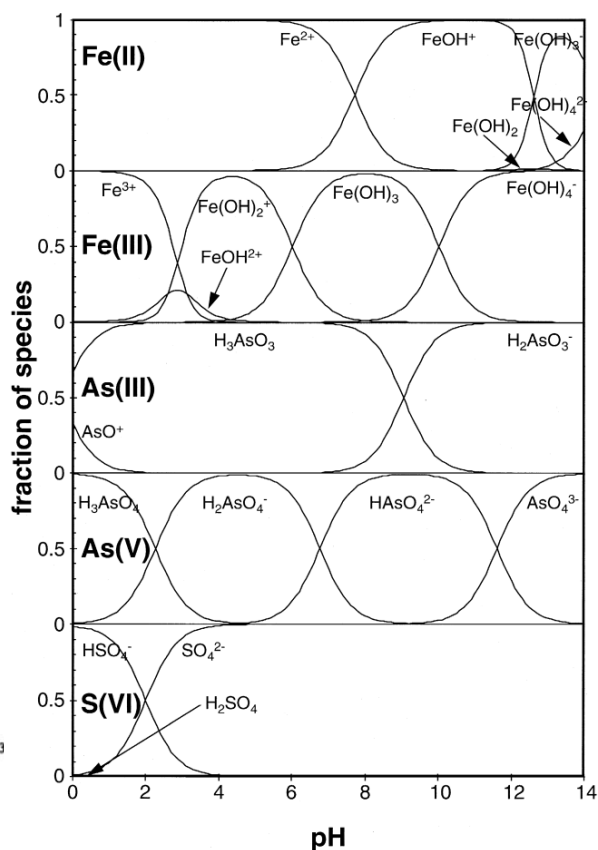 1
Fe(II)
Fe²⁺
FeOH⁺
Fe(OH)₃⁻
0.5
Fe(OH)₄²⁻
Fe(OH)₂
0
Fe³⁺
Fe(OH)₂⁺
Fe(OH)₃
Fe(OH)₄⁻
Fe(III)
0.5
FeOH²⁺
0
H₃AsO₃
H₂AsO₃⁻
As(III)
0.5
AsO⁺
0
H₃AsO₄
H₂AsO₄⁻
HAsO₄²⁻
AsO₄³⁻
As(V)
0.5
0
HSO₄⁻
SO₄²⁻
S(VI)
0.5
H₂SO₄
0
0 2 4 6 8 10 12 14
pH
fraction of species